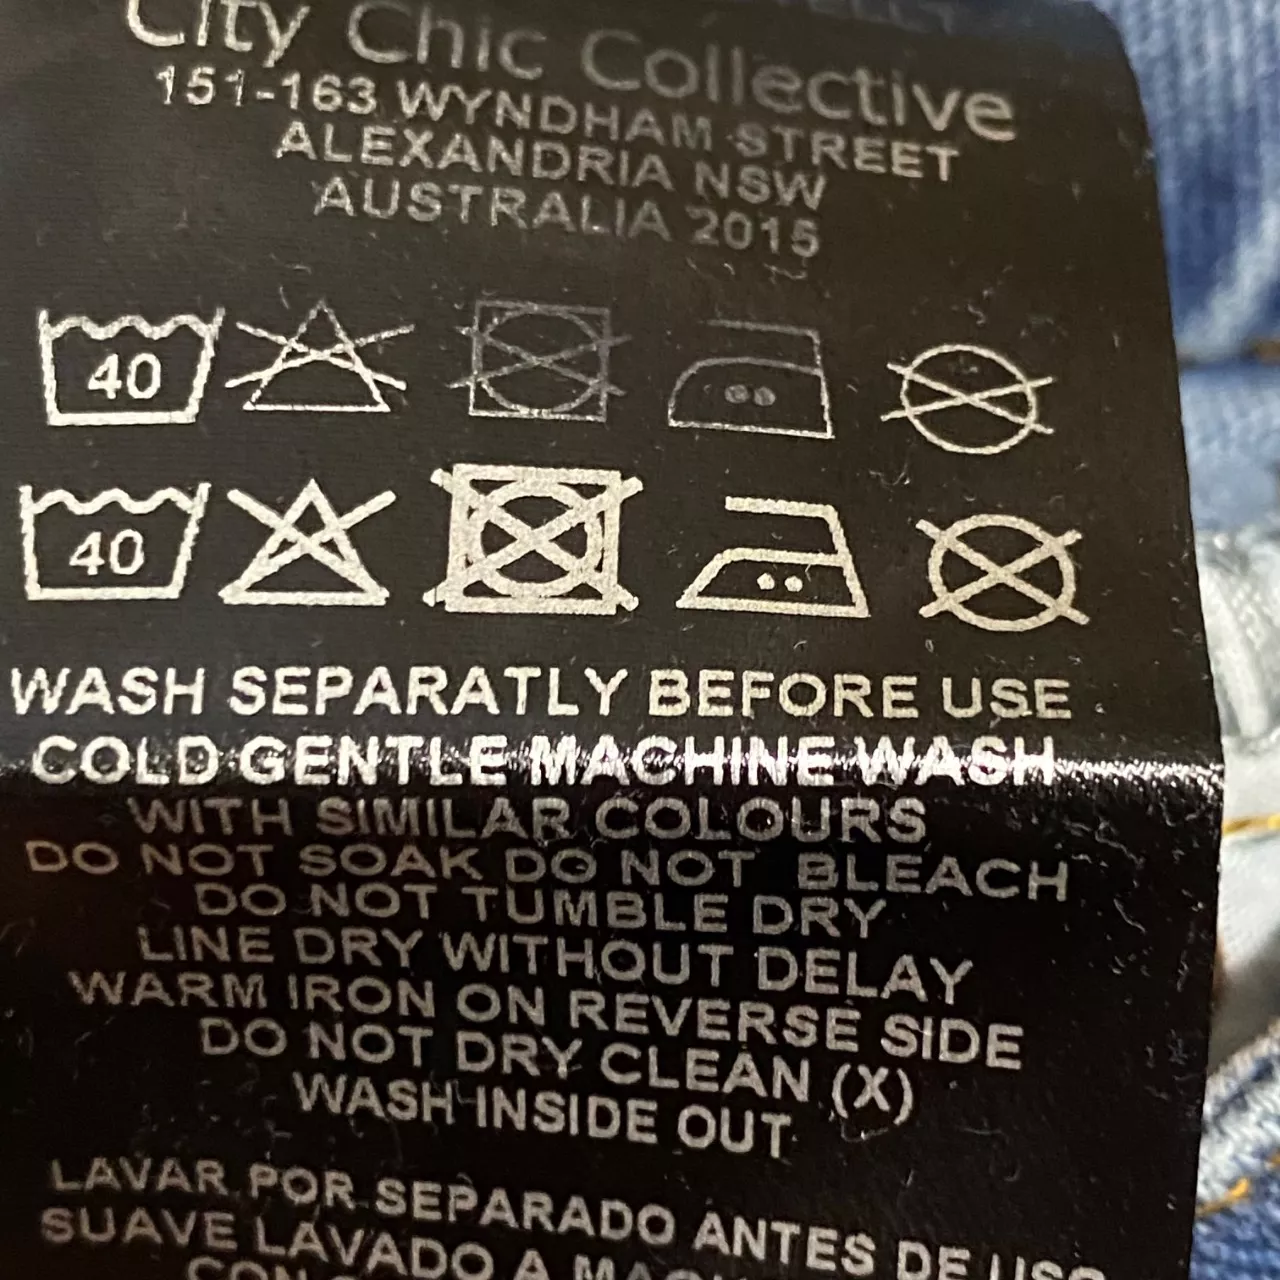 City Chic Collective
151-163 WYNDHAM STREET
ALEXANDRIA NSW
AUSTRALIA 2015
40
40
WASH SEPARATLY BEFORE USE
COLD GENTLE MACHINE WASH
WITH SIMILAR COLOURS
DO NOT SOAK DO NOT BLEACH
DO NOT TUMBLE DRY
LINE DRY WITHOUT DELAY
WARM IRON ON REVERSE SIDE
DO NOT DRY CLEAN (X)
WASH INSIDE OUT
LAVAR POR SEPARADO ANTES DE USO
SUAVE LAVADO A
CON